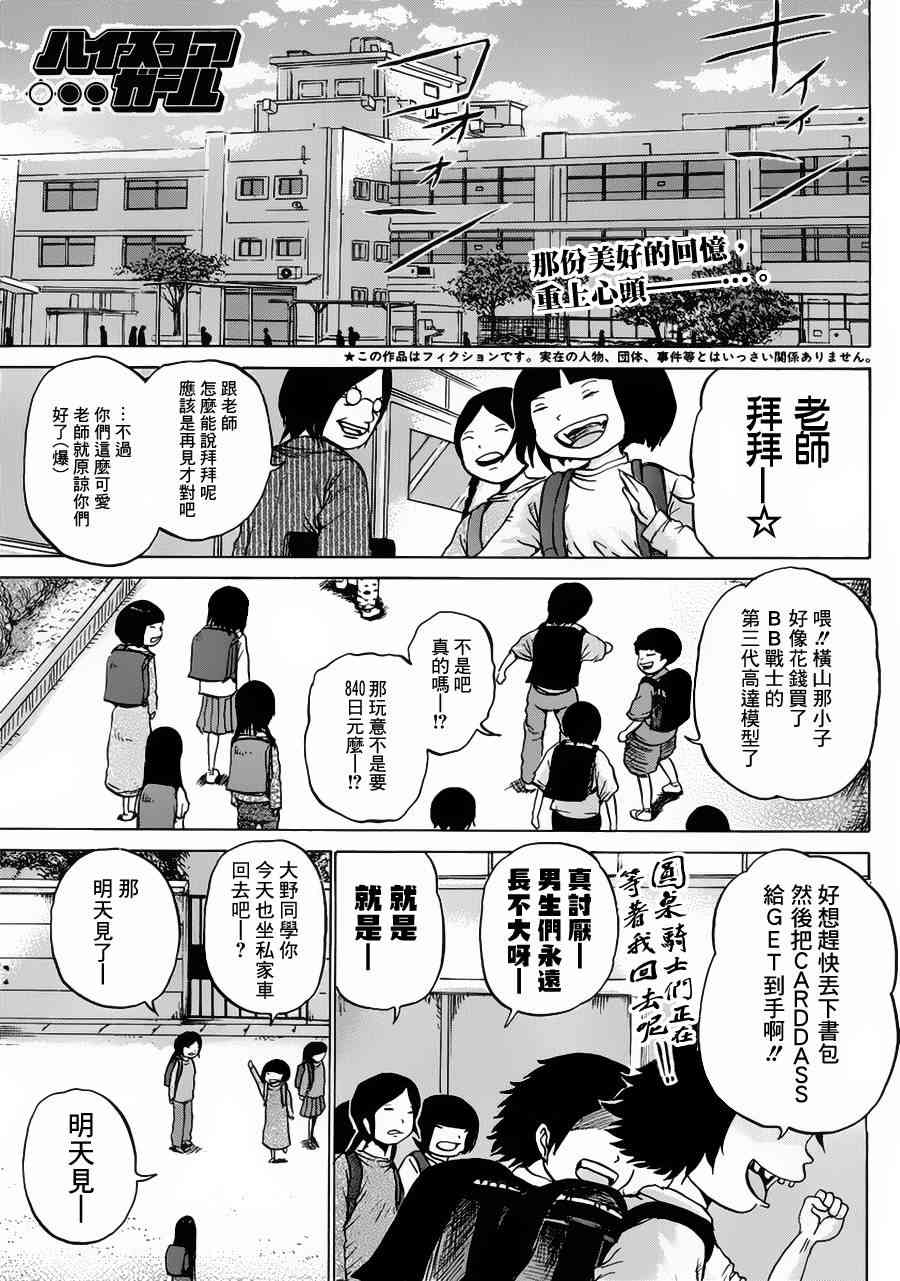 ハイスコア
ガール
那份美好的回憶，
重上心頭———…。
★この作品はフィクションです。実在の人物、団体、事件等とはいっさい関係ありません。
老師
拜拜ー☆
跟老師
怎麼能說拜拜呢
應該是再見才對吧
…不過
你們這麼可愛
老師就原諒你們
好了(爆)
喂!!橫山那小子
好像花錢買了
BB戰士的
第三代高達模型了
不是吧
真的嗎ー!?
那玩意不是要
840日元麼ー!?
好想趕快丟下書包
然後把CARDDASS
給GET到手啊!!
圓桌騎士們正在
等著我回去呢!!
真討厭ー
男生們永遠
長不大呀ー
就是
就是ー
大野同學你
今天也坐私家車
回去吧ー?
那
明天見了ー
明天見ー